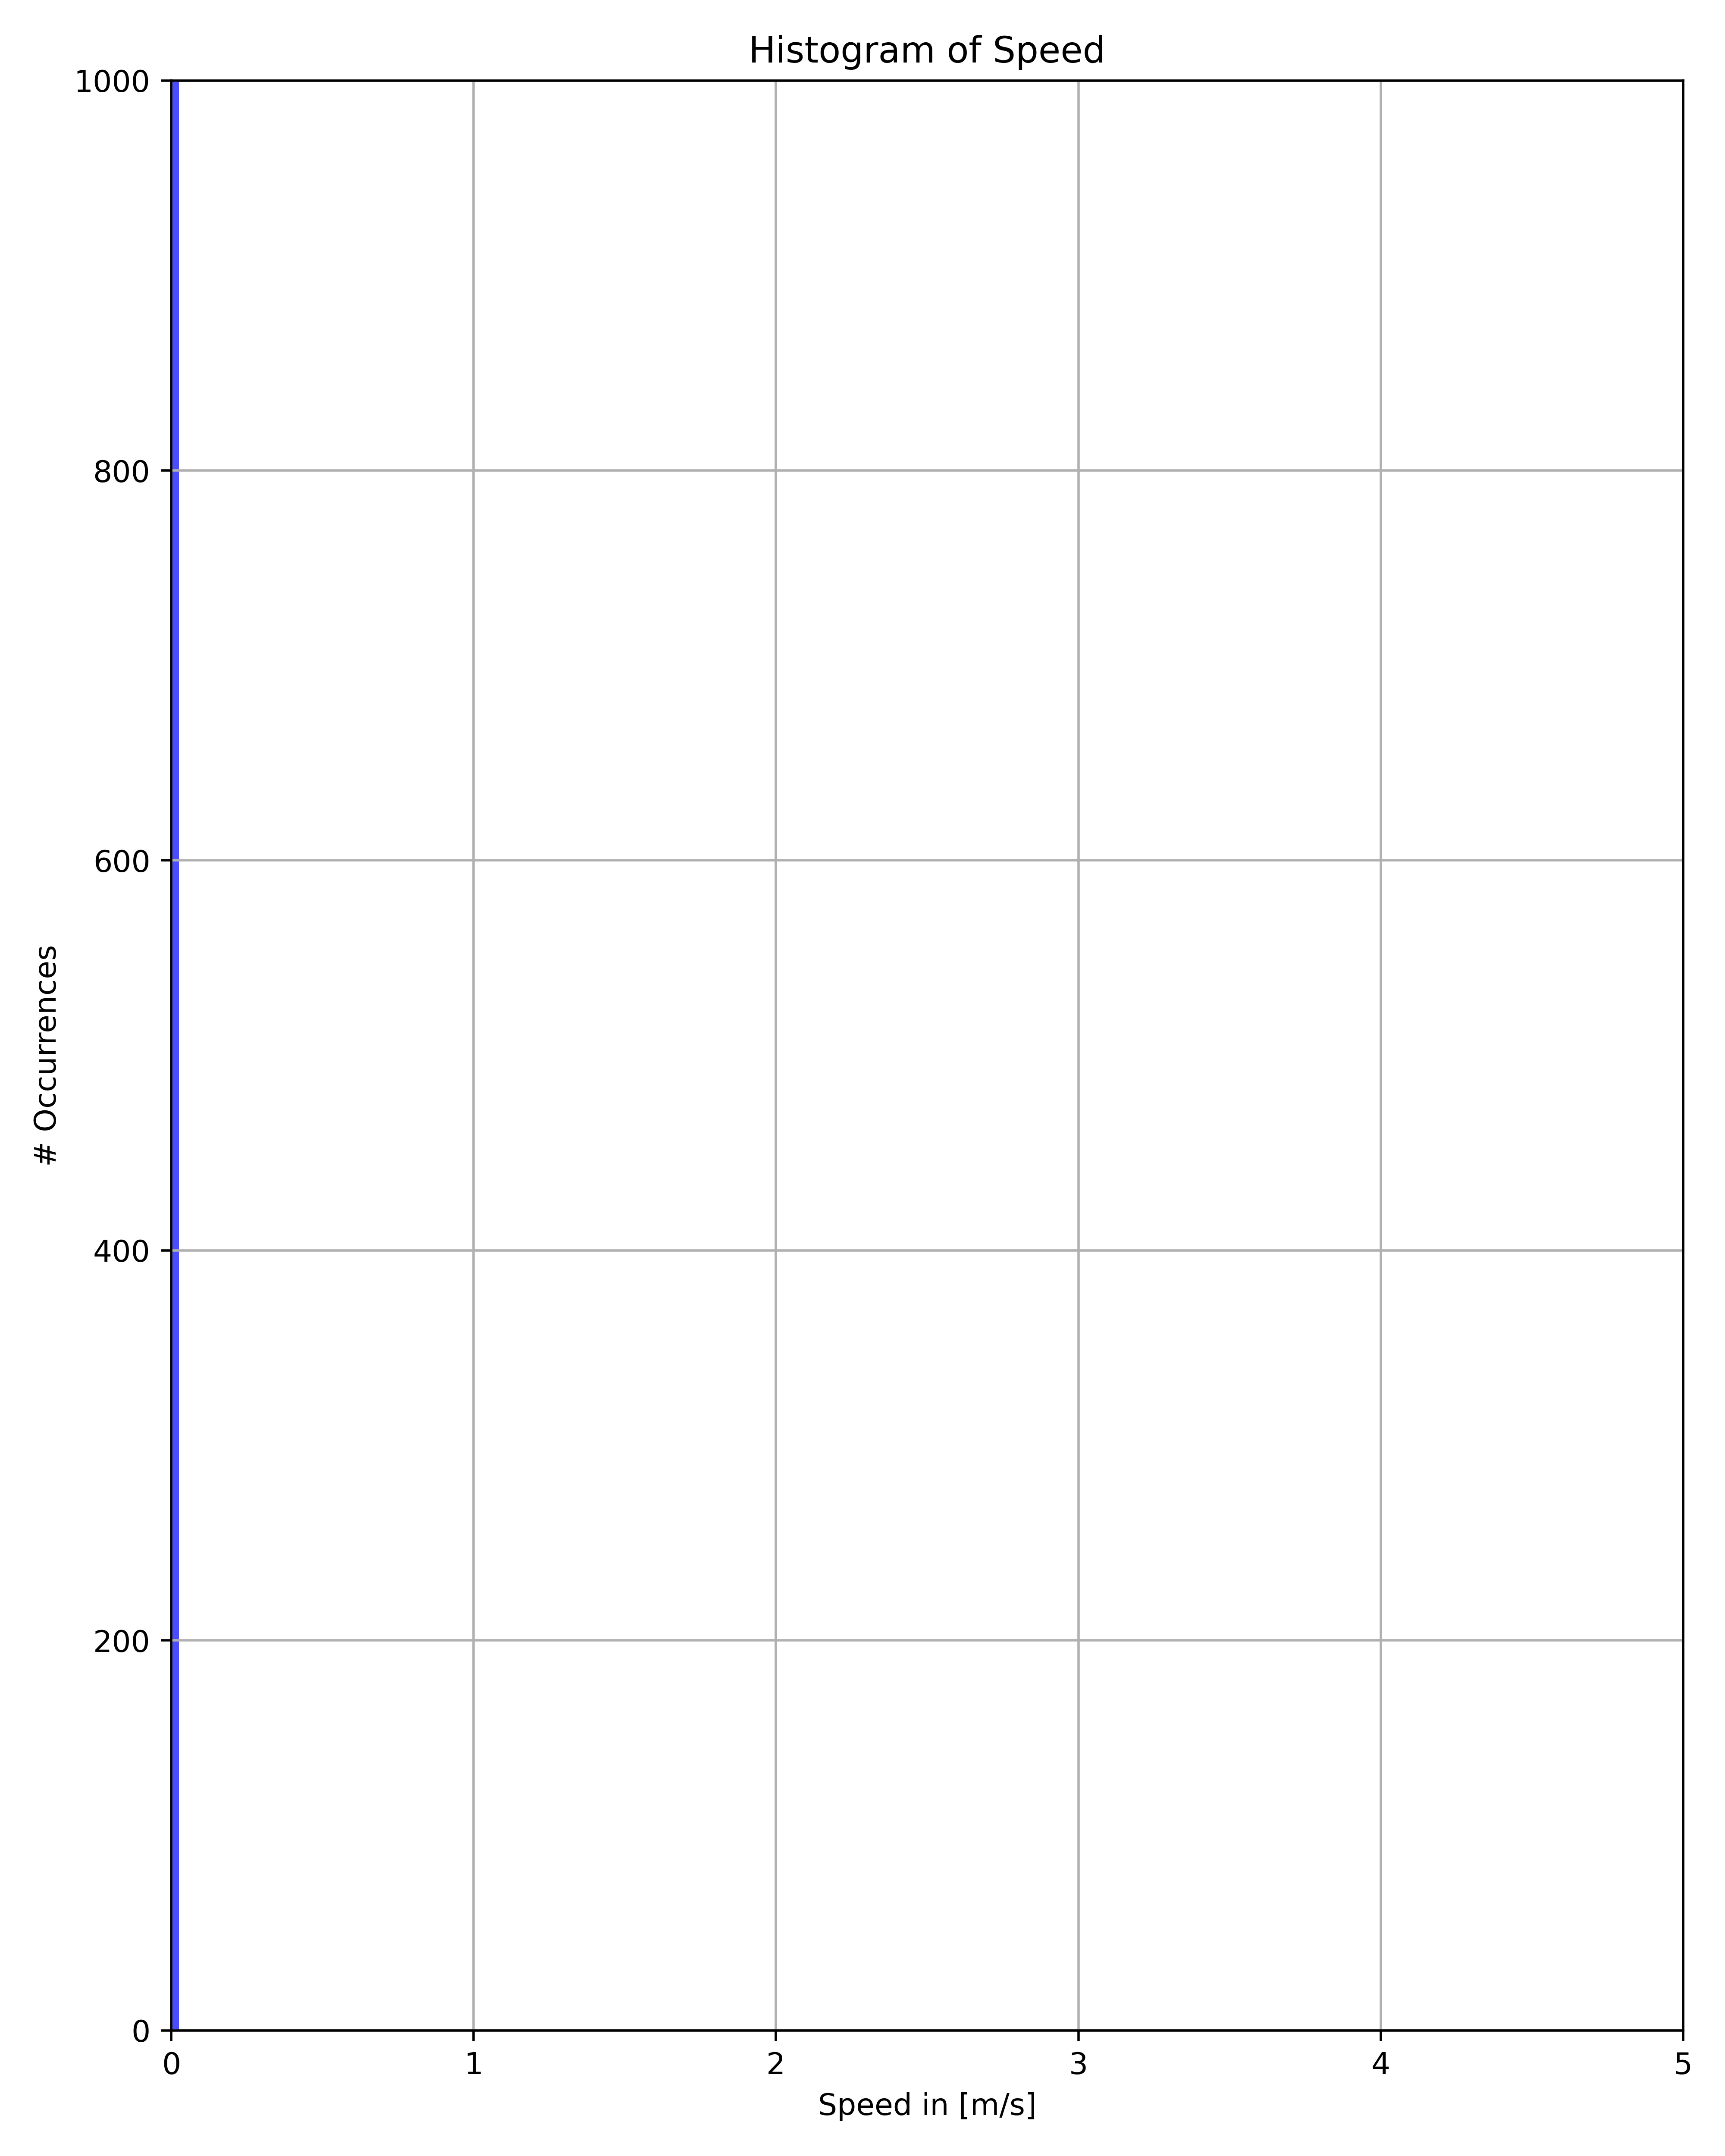 Histogram of Speed
1000
800
600
400
200
0
# Occurrences
0 1 2 3 4 5
Speed in [m/s]